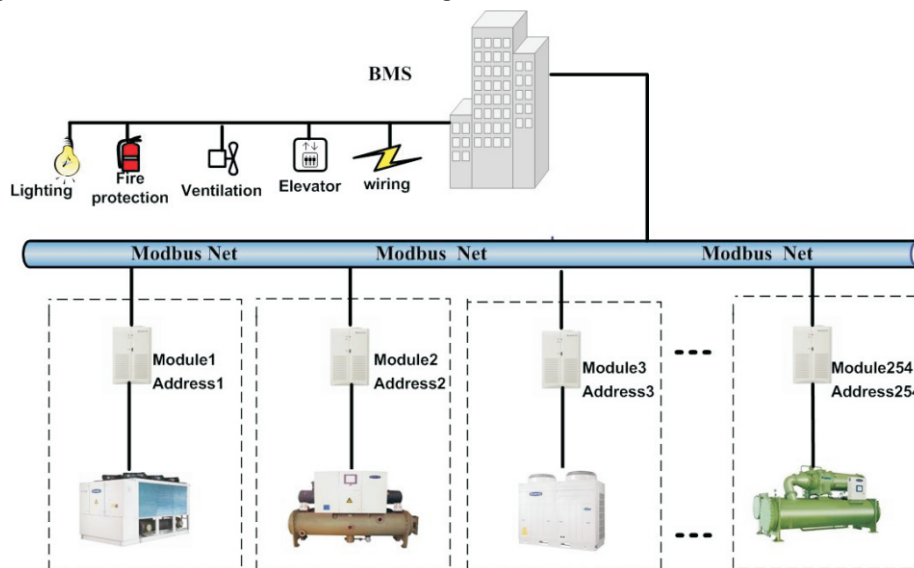 BMS
Lighting
Fire
protection
Ventilation
Elevator
wiring
Modbus Net
Modbus Net
Modbus Net
Module1
Address1
Module2
Address2
Module3
Address3
Module254
Address254